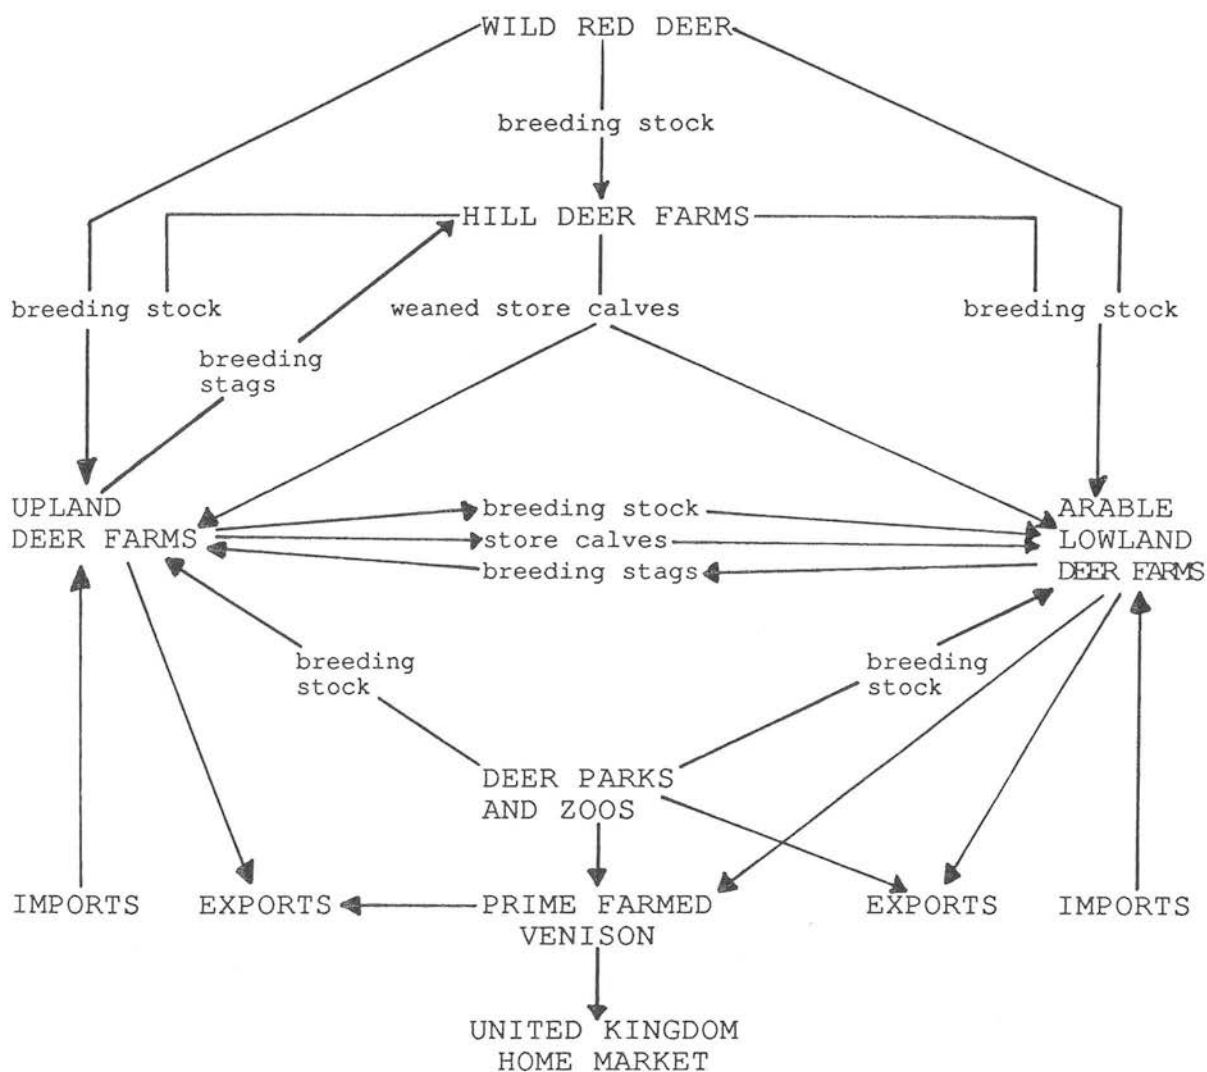 WILD RED DEER
breeding stock
HILL DEER FARMS
breeding stock
weaned store calves
breeding stock
breeding
stags
UPLAND
DEER FARMS
breeding stock
store calves
breeding stags
ARABLE
LOWLAND
DEER FARMS
breeding
stock
breeding
stock
DEER PARKS
AND ZOOS
IMPORTS
EXPORTS
PRIME FARMED
VENISON
EXPORTS
IMPORTS
UNITED KINGDOM
HOME MARKET